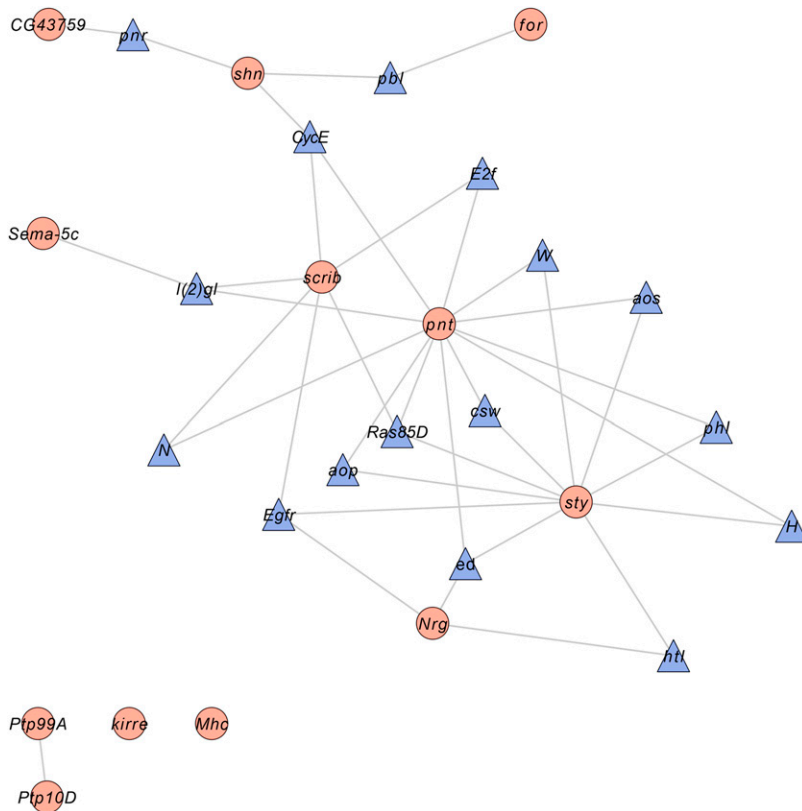 CG43759
pnr
for
shn
pbl
CycE
E2f
Sema-5c
W
l(2)gl
scrib
aos
pnt
csw
Ras85D
phl
N
aop
sty
Egfr
H
ed
Nrg
htl
Ptp99A
kirre
Mhc
Ptp10D